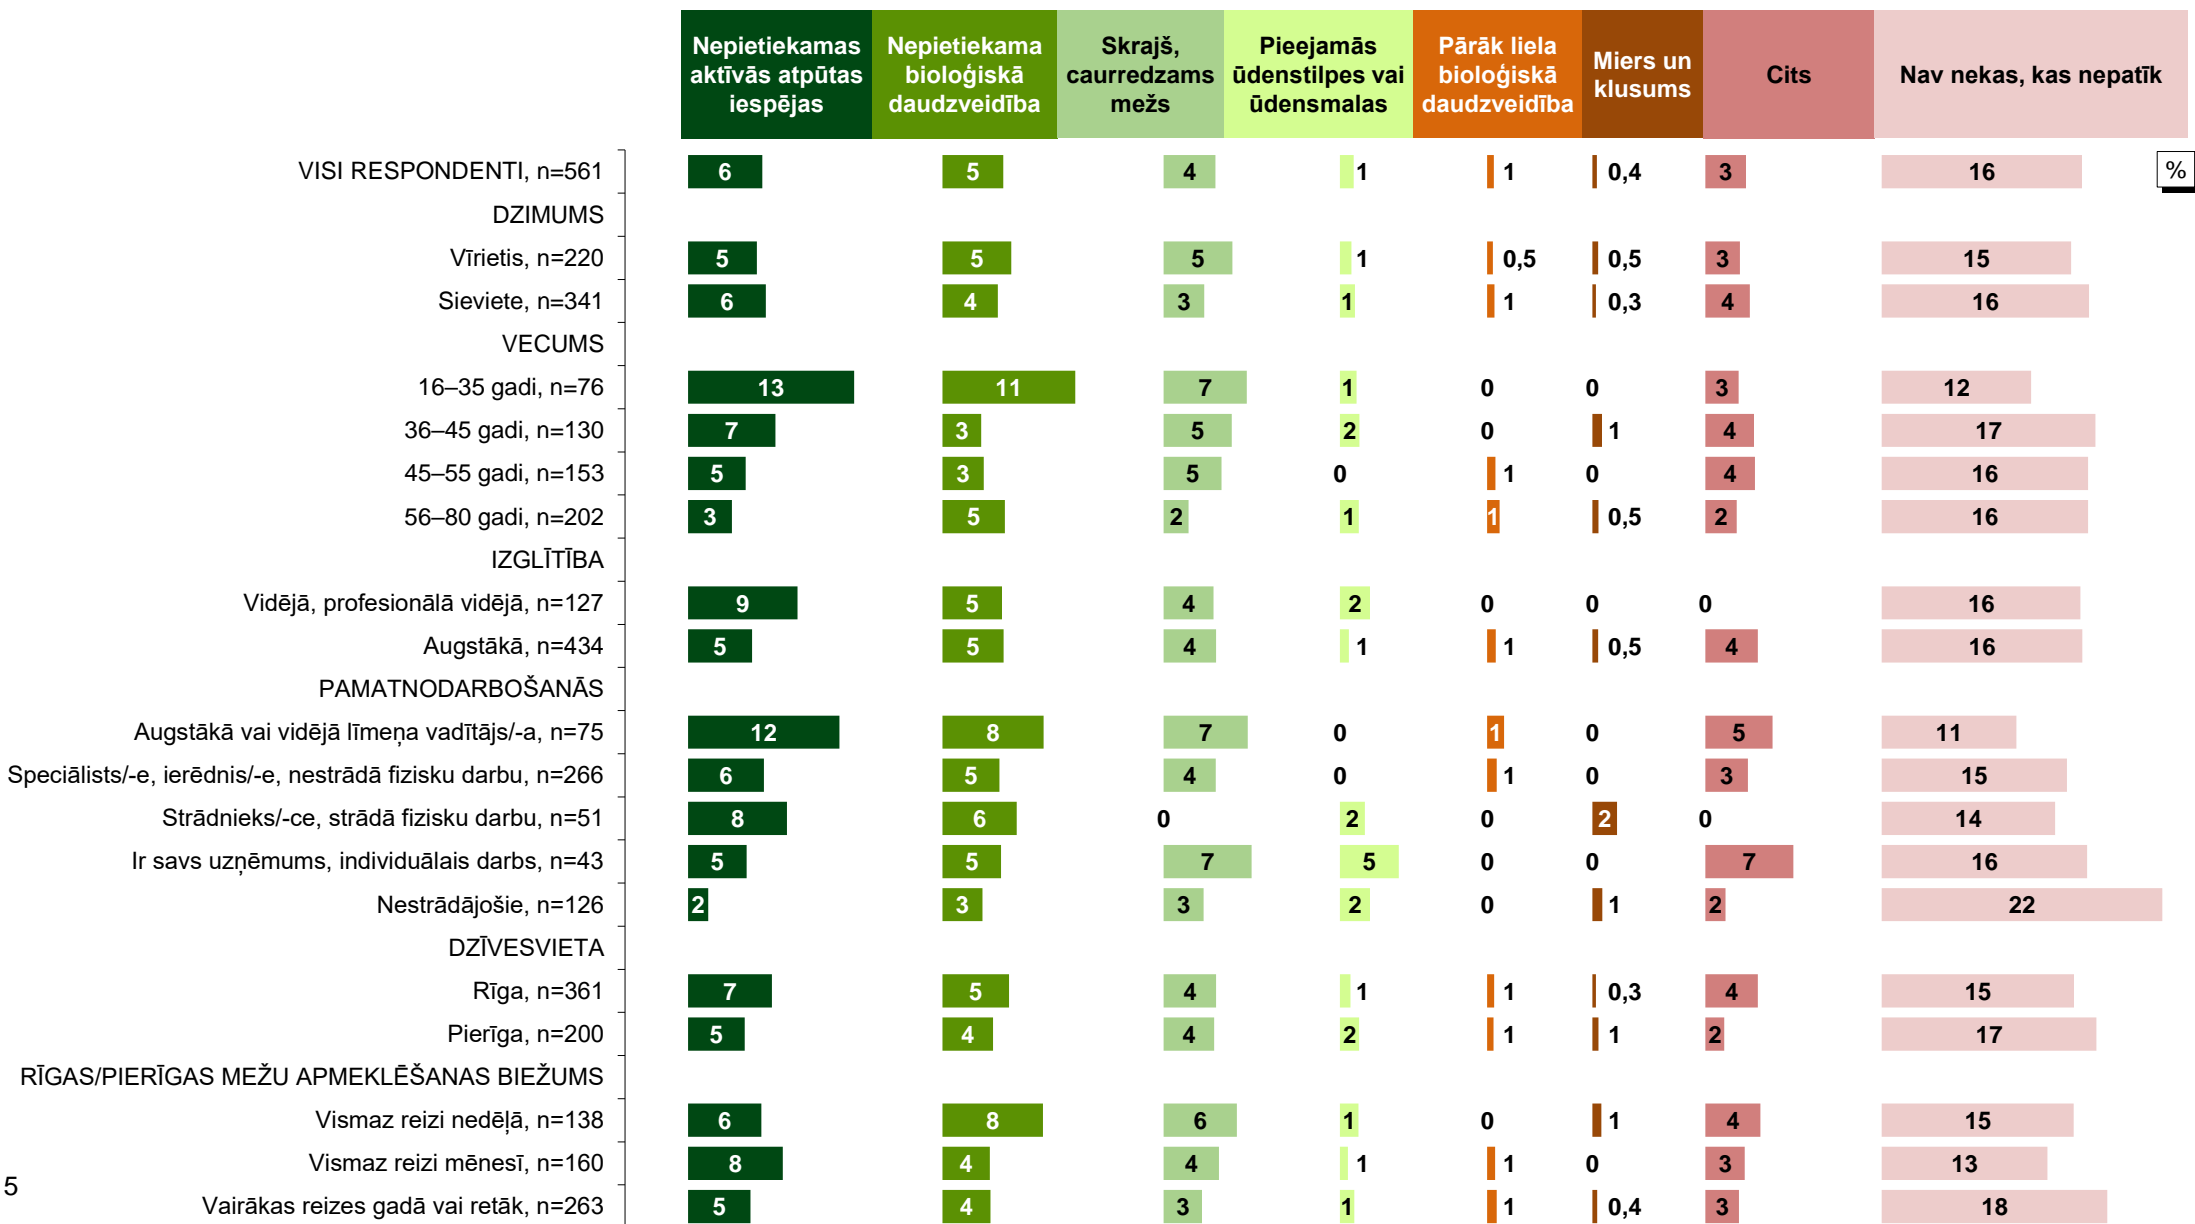 Nepietiekamas aktīvās atpūtas iespējas
Nepietiekama bioloģiskā daudzveidība
Skrajš, caurredzams mežs
Pieejamās ūdenstilpes vai ūdensmalas
Pārāk liela bioloģiskā daudzveidība
Miers un klusums
Cits
Nav nekas, kas nepatīk
VISI RESPONDENTI, n=561 6 5 4 1 1 0,4 3 16 %
DZIMUMS
Vīrietis, n=220 5 5 5 1 0,5 0,5 3 15
Sieviete, n=341 6 4 3 1 1 0,3 4 16
VECUMS
16–35 gadi, n=76 13 11 7 1 0 0 3 12
36–45 gadi, n=130 7 3 5 2 0 1 4 17
45–55 gadi, n=153 5 3 5 0 1 0 4 16
56–80 gadi, n=202 3 5 2 1 1 0,5 2 16
IZGLĪTĪBA
Vidējā, profesionālā vidējā, n=127 9 5 4 2 0 0 0 16
Augstākā, n=434 5 5 4 1 1 0,5 4 16
PAMATNODARBOŠANĀS
Augstākā vai vidējā līmeņa vadītājs/-a, n=75 12 8 7 0 1 0 5 11
Speciālists/-e, ierēdnis/-e, nestrādā fizisku darbu, n=266 6 5 4 0 1 0 3 15
Strādnieks/-ce, strādā fizisku darbu, n=51 8 6 0 2 0 2 0 14
Ir savs uzņēmums, individuālais darbs, n=43 5 5 7 5 0 0 7 16
Nestrādājošie, n=126 2 3 3 2 0 1 2 22
DZĪVESVIETA
Rīga, n=361 7 5 4 1 1 0,3 4 15
Pierīga, n=200 5 4 4 2 1 1 2 17
RĪGAS/PIERĪGAS MEŽU APMEKLĒŠANAS BIEŽUMS
Vismaz reizi nedēļā, n=138 6 8 6 1 0 1 4 15
Vismaz reizi mēnesī, n=160 8 4 4 1 1 0 3 13
5
Vairākas reizes gadā vai retāk, n=263 5 4 3 1 1 0,4 3 18